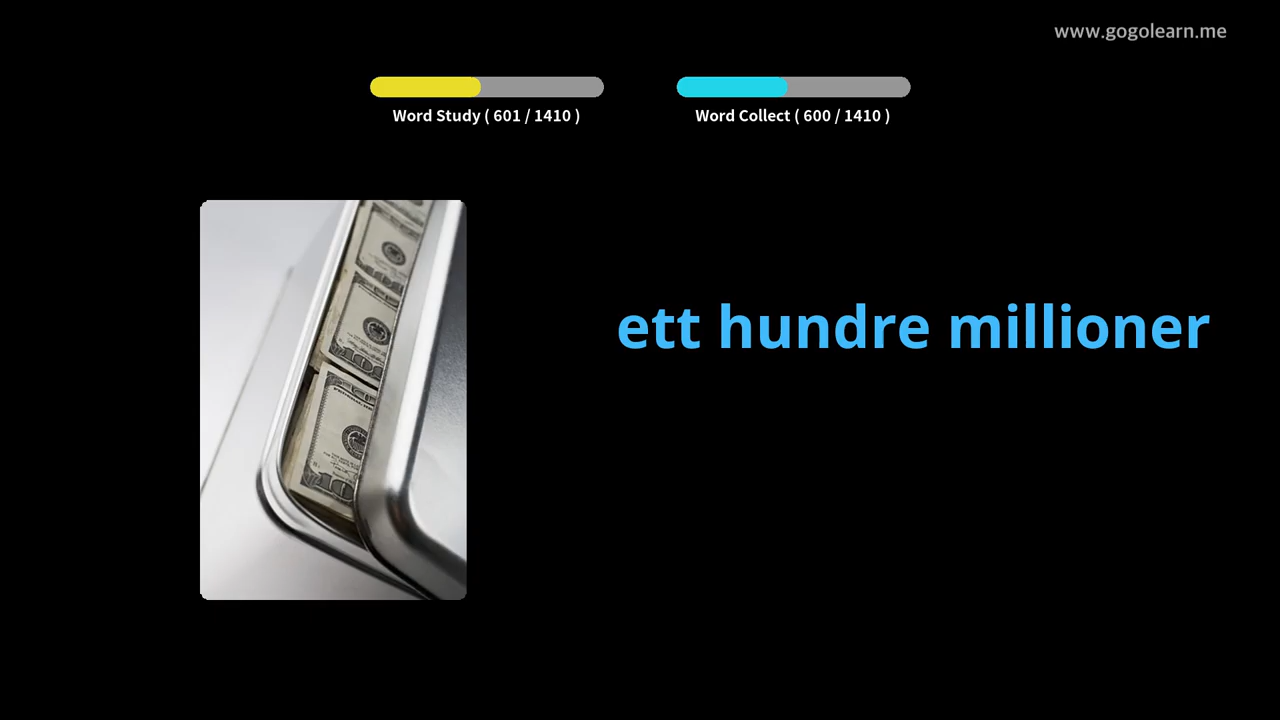 www.gogolearn.me
Word Study ( 601 / 1410 )
Word Collect ( 600 / 1410 )
ett hundre millioner